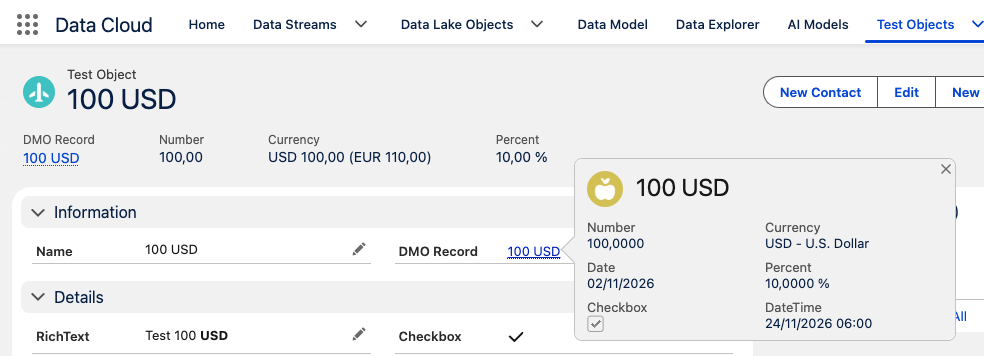 Data Cloud Home Data Streams Data Lake Objects Data Model Data Explorer AI Models Test Objects
Test Object
100 USD
New Contact Edit New
DMO Record Number Currency Percent
100 USD 100,00 USD 100,00 (EUR 110,00) 10,00 %
Information
Name 100 USD DMO Record 100 USD
Details
RichText Test 100 USD Checkbox
100 USD
Number Currency
100,0000 USD - U.S. Dollar
Date Percent
02/11/2026 10,0000 %
Checkbox DateTime
24/11/2026 06:00
All